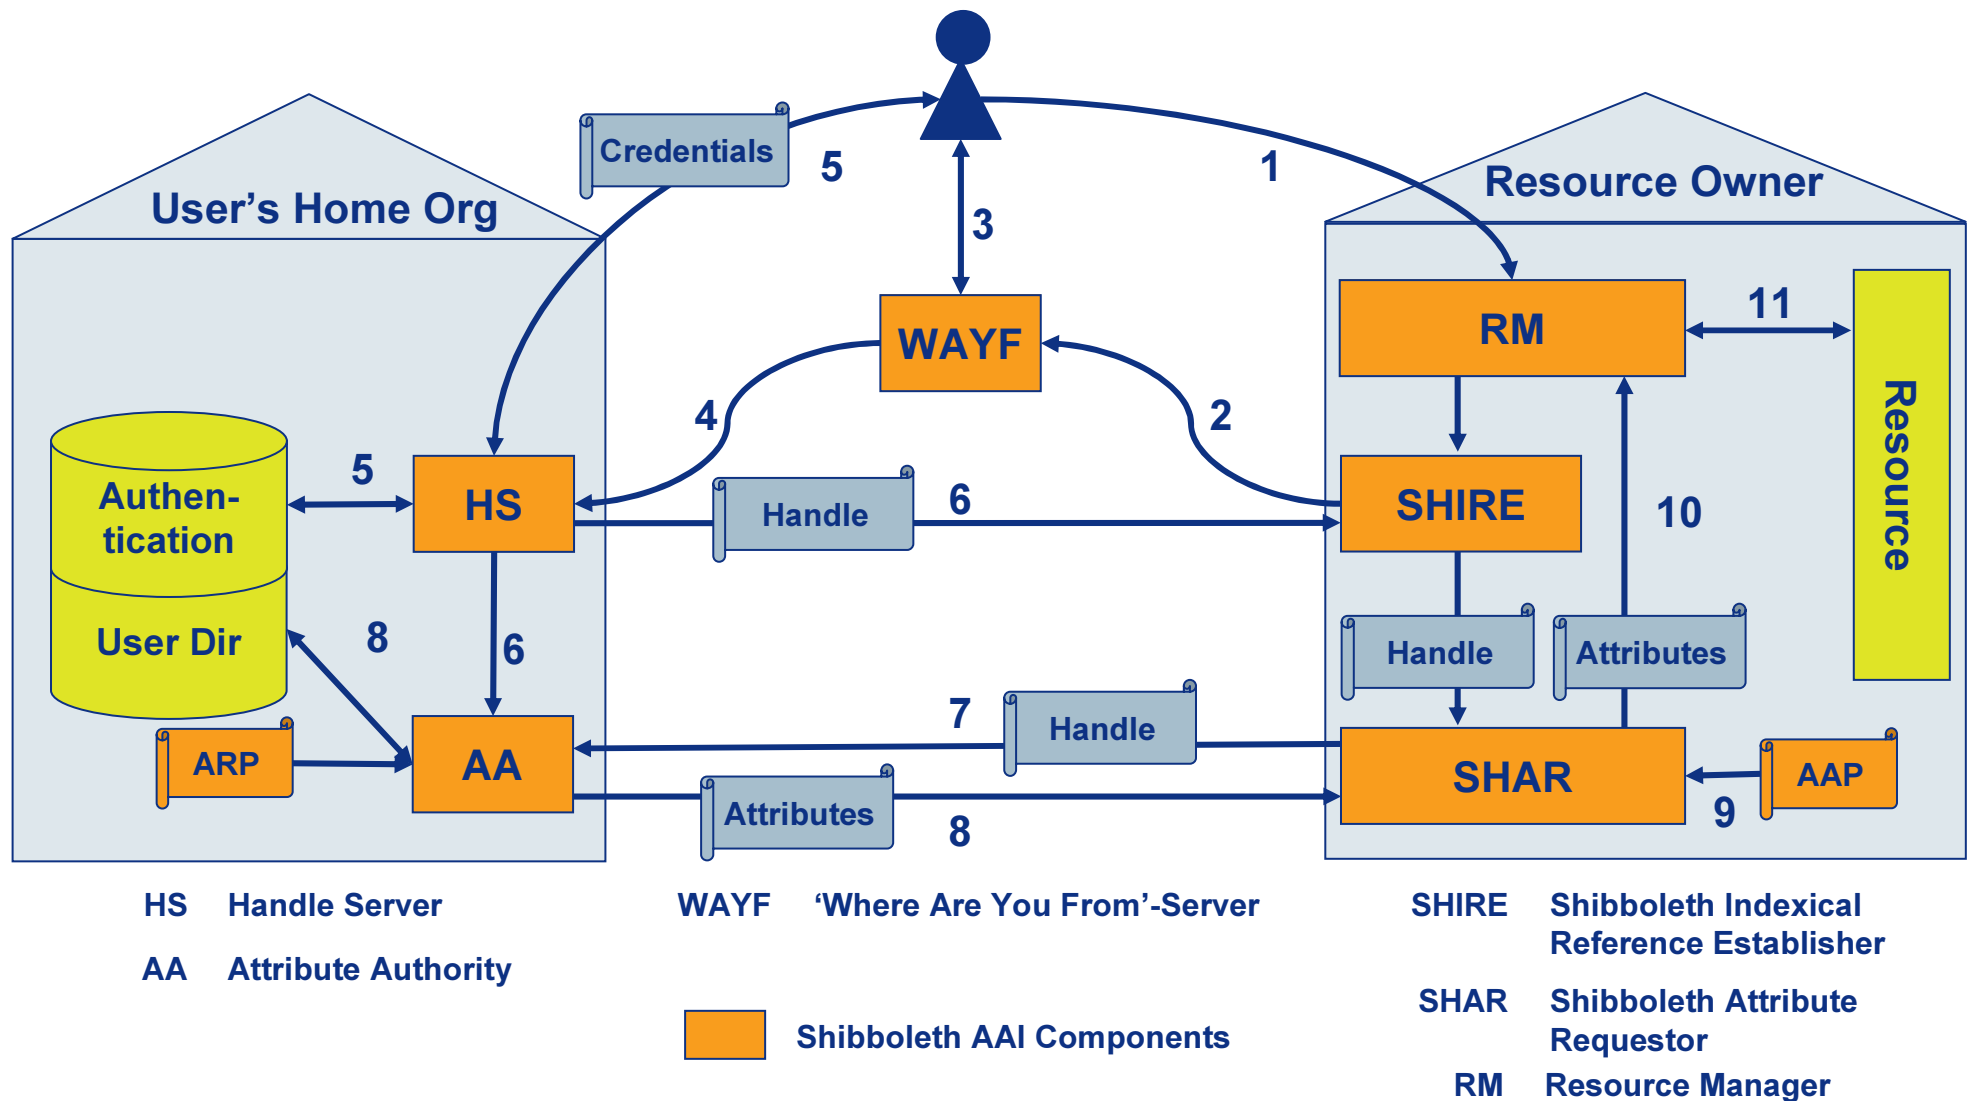 Credentials
5
1
User's Home Org
Resource Owner
3
WAYF
RM
11
Resource
4
2
Authen-
tication
5
HS
Handle
6
SHIRE
10
User Dir
8
6
Handle
Attributes
7
Handle
ARP
AA
SHAR
AAP
9
Attributes
8
HS Handle Server
AA Attribute Authority
WAYF ‘Where Are You From’-Server
SHIRE Shibboleth Indexical
Reference Establisher
SHAR Shibboleth Attribute
Requestor
RM Resource Manager
Shibboleth AAI Components